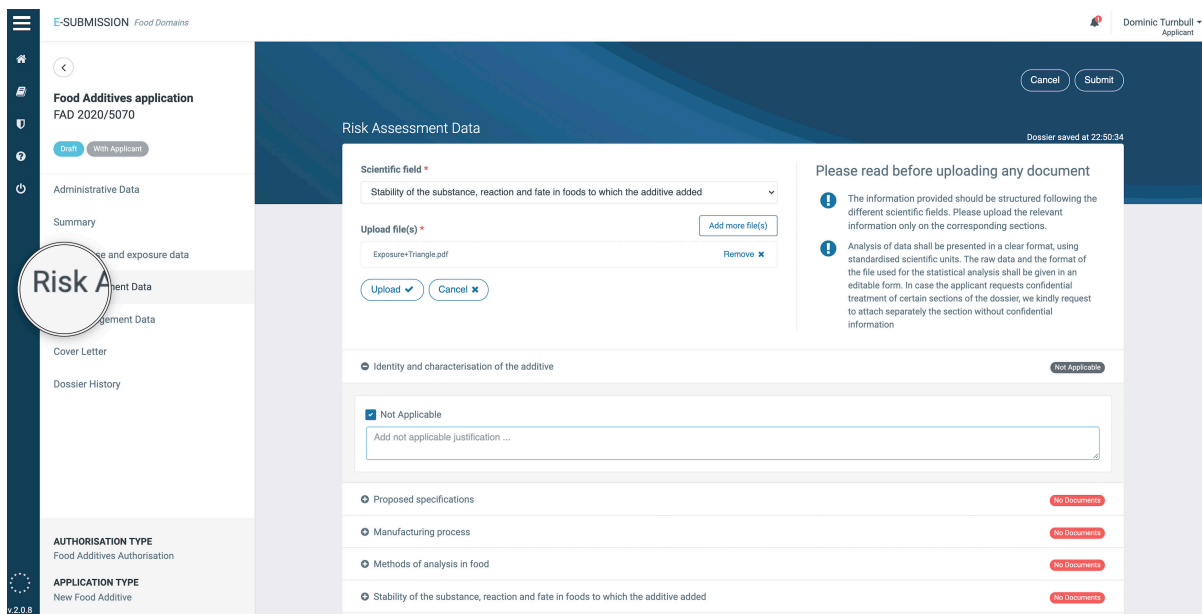 E-SUBMISSION Food Domains
1
Dominic Turnbull
Applicant
Food Additives application
FAD 2020/5070
Draft
With Applicant
Administrative Data
Summary
se and exposure data
Risk A
ment Data
gement Data
Cover Letter
Dossier History
AUTHORISATION TYPE
Food Additives Authorisation
APPLICATION TYPE
New Food Additive
v.2.0.8
Cancel
Submit
Risk Assessment Data
Dossier saved at 22:50:34
Scientific field *
Stability of the substance, reaction and fate in foods to which the additive added
Upload file(s) *
Add more file(s)
Exposure+Triangle.pdf
Remove
Upload
Cancel
Please read before uploading any document
The information provided should be structured following the
different scientific fields. Please upload the relevant
information only on the corresponding sections.
Analysis of data shall be presented in a clear format, using
standardised scientific units. The raw data and the format of
the file used for the statistical analysis shall be given in an
editable form. In case the applicant requests confidential
treatment of certain sections of the dossier, we kindly request
to attach separately the section without confidential
information
Identity and characterisation of the additive
Not Applicable
Not Applicable
Add not applicable justification ...
Proposed specifications
No Documents
Manufacturing process
No Documents
Methods of analysis in food
No Documents
Stability of the substance, reaction and fate in foods to which the additive added
No Documents